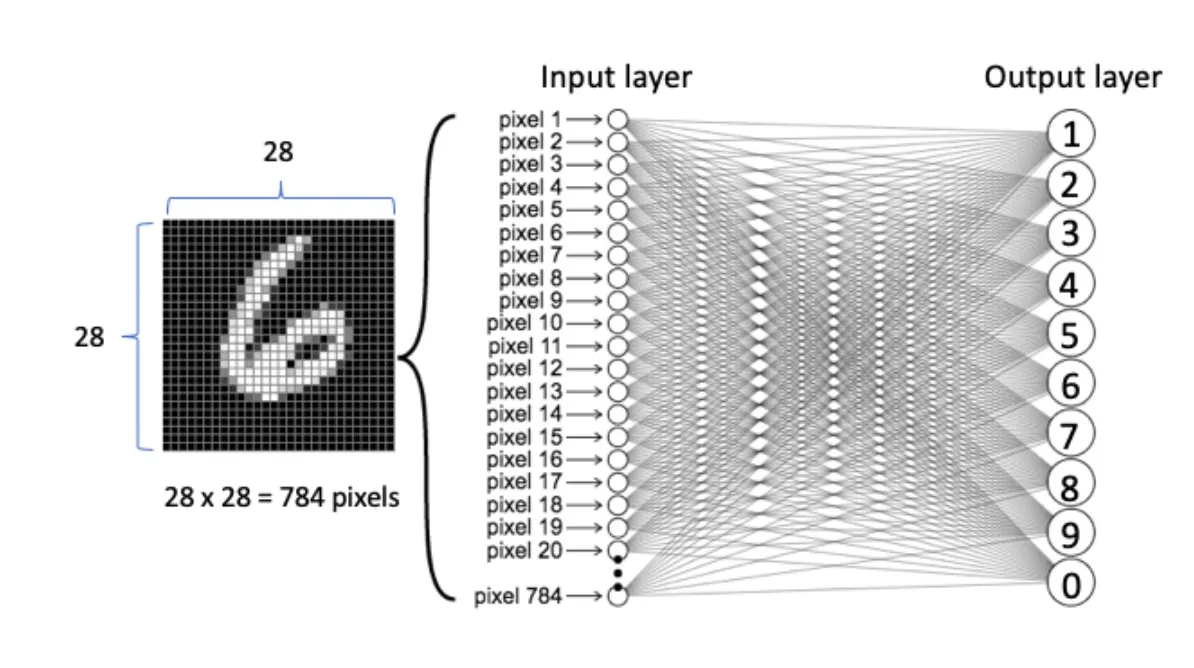 Input layer
Output layer
28
28
28 x 28 = 784 pixels
pixel 1
pixel 2
pixel 3
pixel 4
pixel 5
pixel 6
pixel 7
pixel 8
pixel 9
pixel 10
pixel 11
pixel 12
pixel 13
pixel 14
pixel 15
pixel 16
pixel 17
pixel 18
pixel 19
pixel 20
pixel 784
1
2
3
4
5
6
7
8
9
0
6